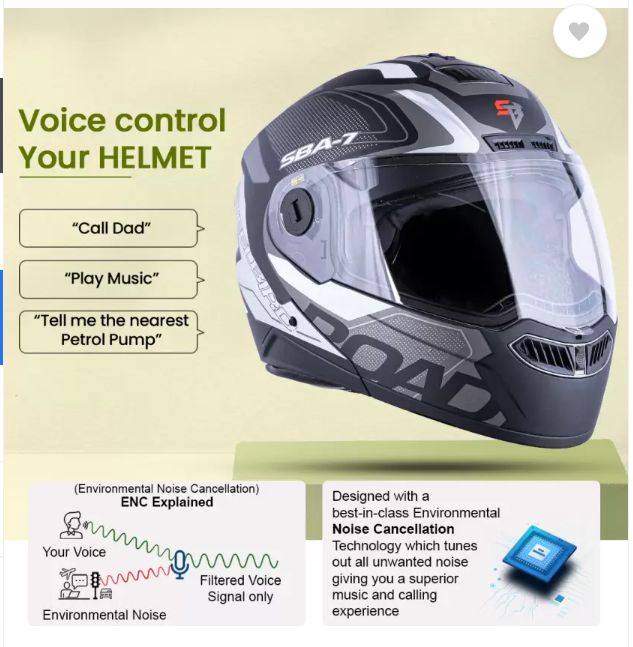 Voice control
Your HELMET
“Call Dad”
“Play Music”
“Tell me the nearest
Petrol Pump”
SBA-7
ROAD
(Environmental Noise Cancellation)
ENC Explained
Your Voice
Filtered Voice
Signal only
Environmental Noise
Designed with a
best-in-class Environmental
Noise Cancellation
Technology which tunes
out all unwanted noise
giving you a superior
music and calling
experience